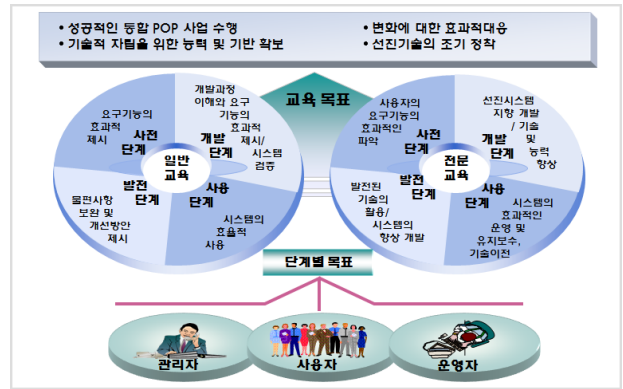 • 성공적인 통합 POP 사업 수행
• 변화에 대한 효과적대응
• 기술적 자립을 위한 능력 및 기반 확보
• 선진기술의 조기 정착
교육 목표
요구기능의
효과적
제시
사전
단계
개발과정
이해와 요구
기능의
효과적
제시/
시스템
검증
개발
단계
일반
교육
발전
단계
불편사항
보완 및
개선방안
제시
사용
단계
시스템의
효율적
사용
사용자의
요구기능의
효과적인
파악
사전
단계
선진시스템
지향 개발
/ 기술
및
능력
향상
개발
단계
전문
교육
발전
단계
발전된
기술의
활용/
시스템의
향상 개발
사용
단계
시스템의
효과적인
운영 및
유지보수,
기술이전
단계별 목표
관리자
사용자
운영자